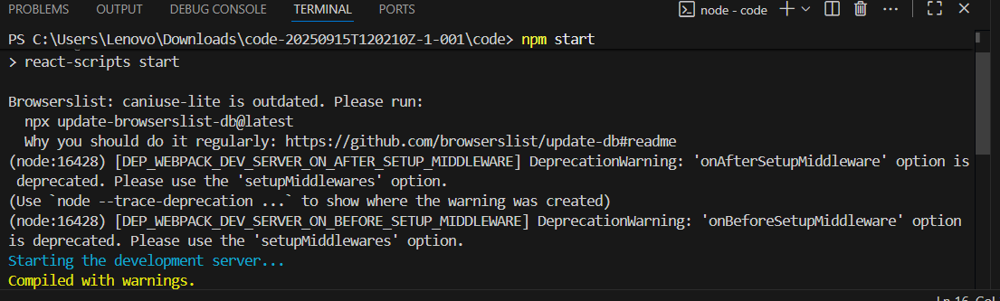 PROBLEMS OUTPUT DEBUG CONSOLE TERMINAL PORTS node - code
PS C:\Users\Lenovo\Downloads\code-20250915T120210Z-1-001\code> npm start
> react-scripts start
Browserslist: caniuse-lite is outdated. Please run:
npx update-browserslist-db@latest
Why you should do it regularly: https://github.com/browserslist/update-db#readme
(node:16428) [DEP_WEBPACK_DEV_SERVER_ON_AFTER_SETUP_MIDDLEWARE] DeprecationWarning: 'onAfterSetupMiddleware' option is
deprecated. Please use the 'setupMiddlewares' option.
(Use `node --trace-deprecation ...` to show where the warning was created)
(node:16428) [DEP_WEBPACK_DEV_SERVER_ON_BEFORE_SETUP_MIDDLEWARE] DeprecationWarning: 'onBeforeSetupMiddleware' option
is deprecated. Please use the 'setupMiddlewares' option.
Starting the development server...
Compiled with warnings.